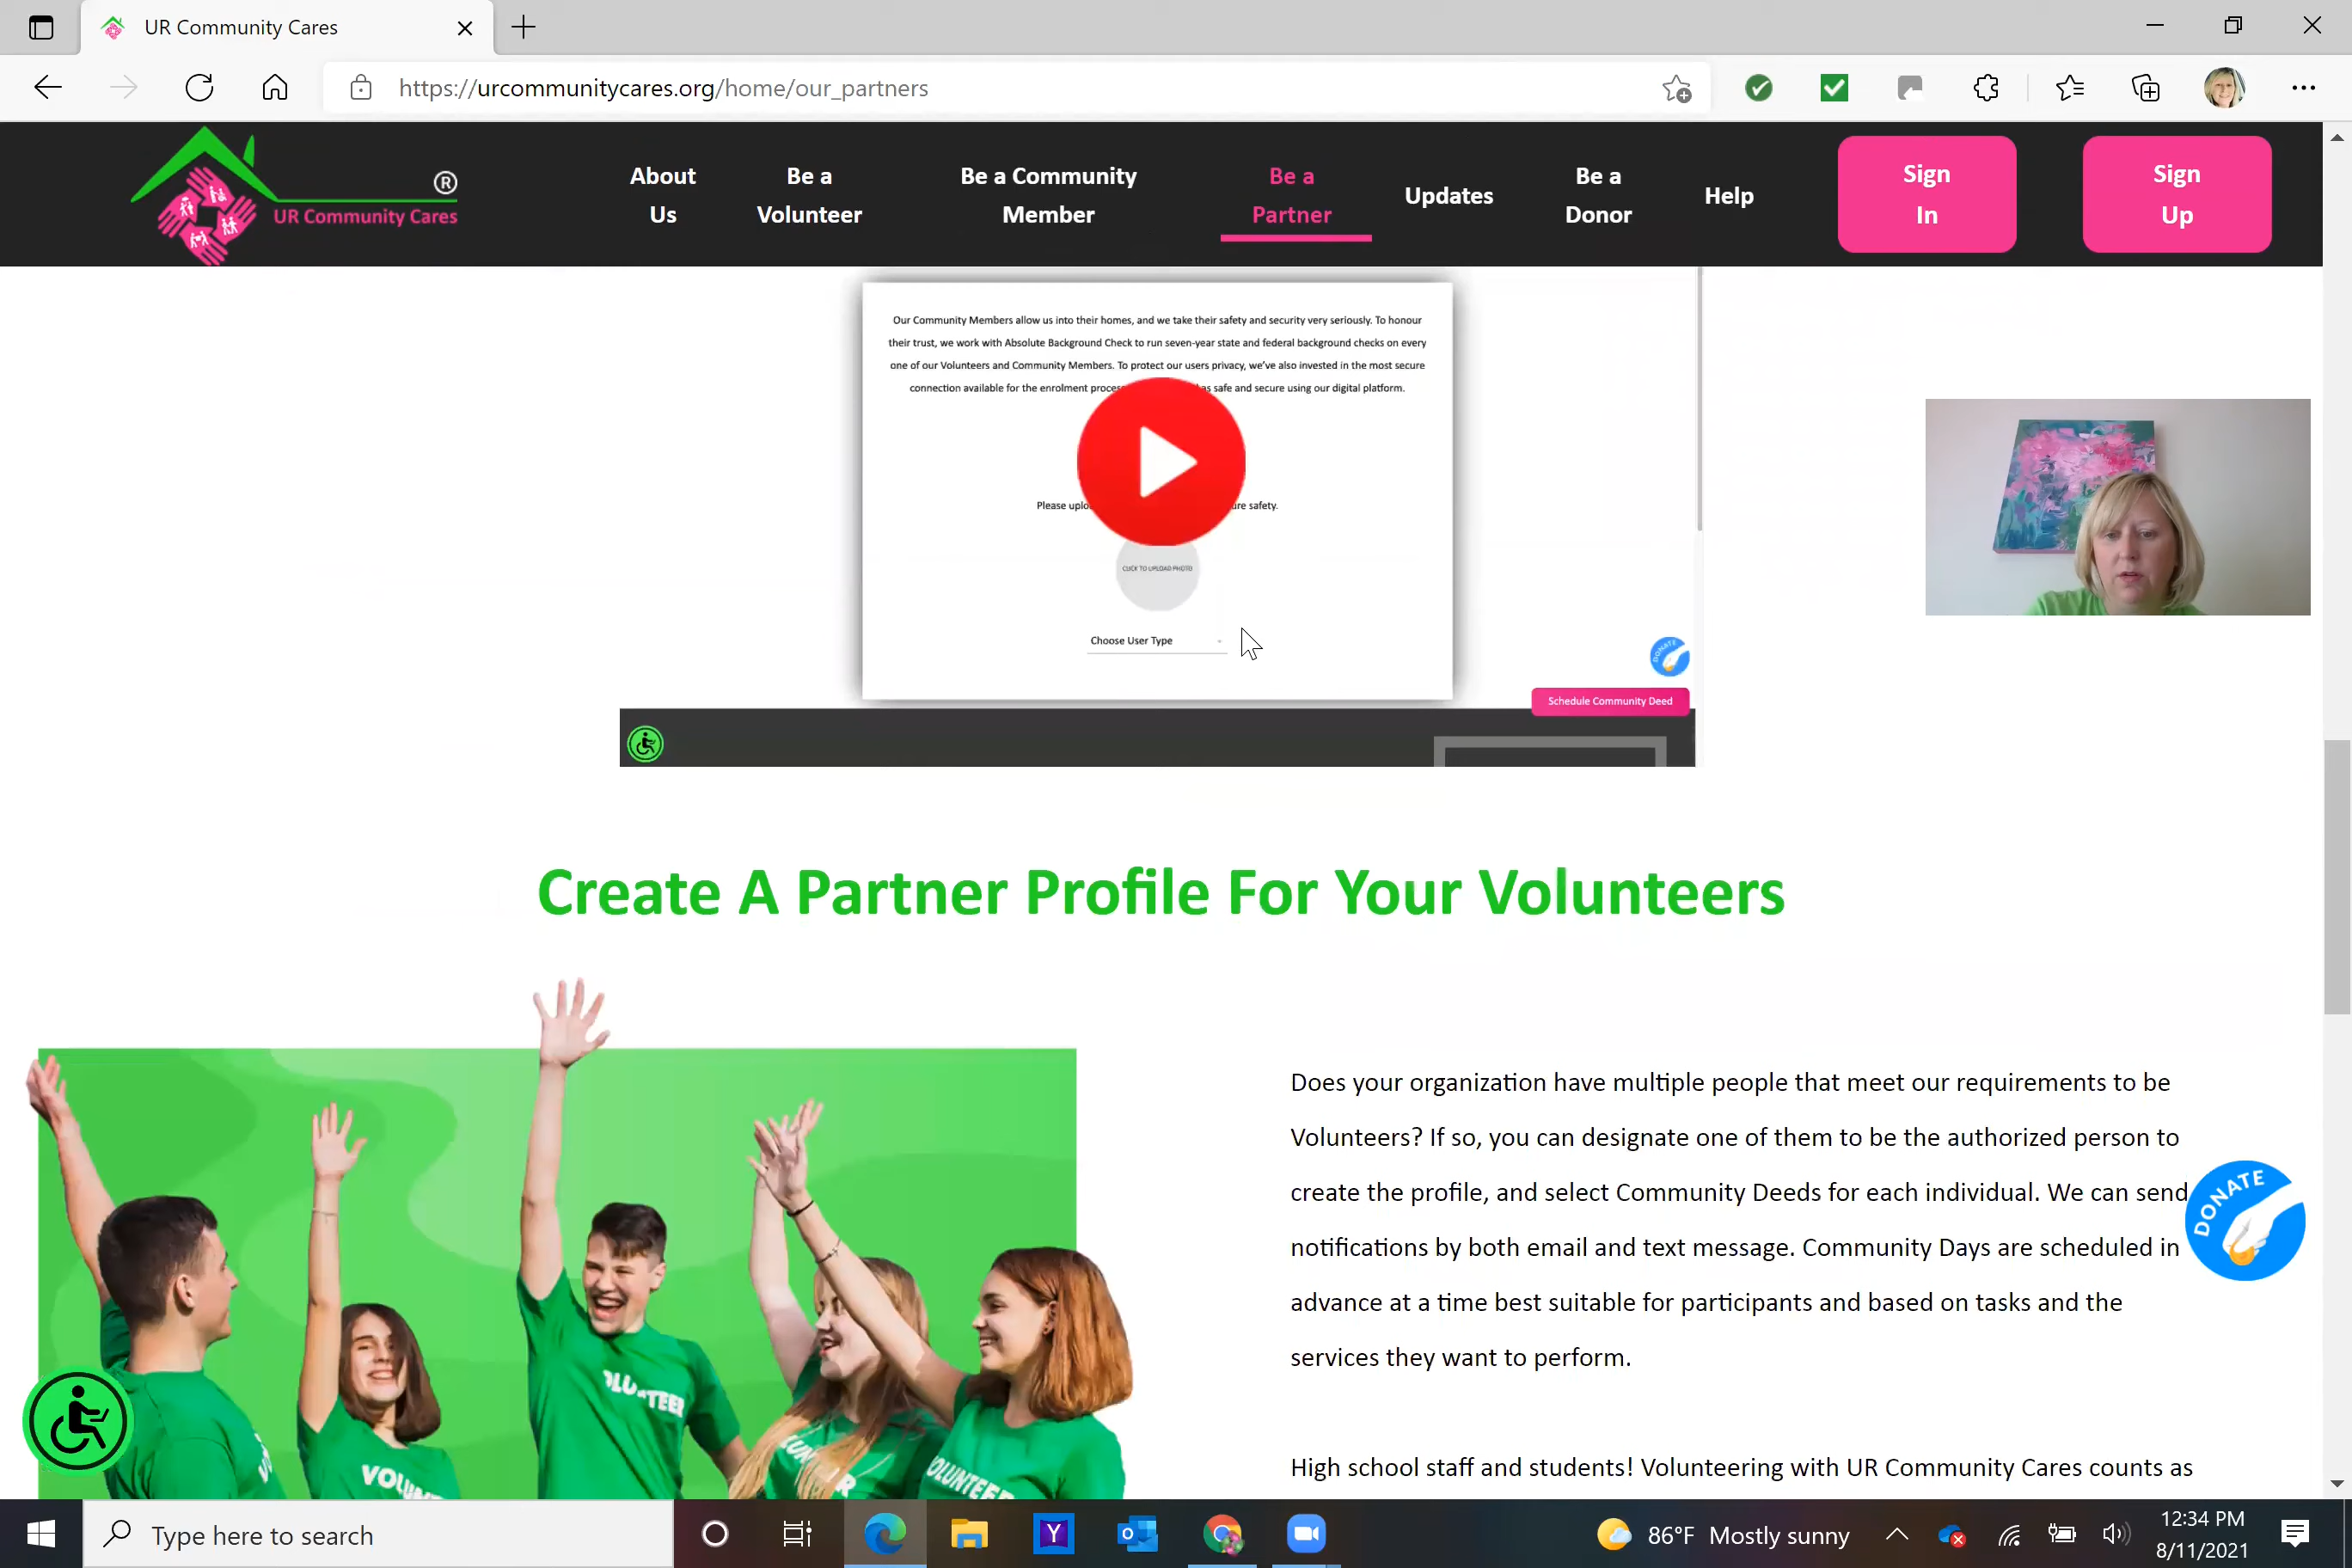 UR Community Cares
https://urcommunitycares.org/home/our_partners
®
UR Community Cares
About
Us
Be a
Volunteer
Be a Community
Member
Be a
Partner
Updates
Be a
Donor
Help
Sign
In
Sign
Up
Our Community Members allow us into their homes, and we take their safety and security very seriously. To honour
their trust, we work with Absolute Background Check to run seven-year state and federal background checks on every
one of our Volunteers and Community Members. To protect our users privacy, we've also invested in the most secure
connection available for the enrolment as safe and secure using our digital platform.
Please safety.
CLICK TO UPLOAD PHOTO
Choose User Type
DONATE
Schedule Community Deed
Create A Partner Profile For Your Volunteers
Does your organization have multiple people that meet our requirements to be
Volunteers? If so, you can designate one of them to be the authorized person to
create the profile, and select Community Deeds for each individual. We can send
notifications by both email and text message. Community Days are scheduled in
advance at a time best suitable for participants and based on tasks and the
services they want to perform.
High school staff and students! Volunteering with UR Community Cares counts as
DONATE
VOLUNTEER
Type here to search
86°F Mostly sunny
12:34 PM
8/11/2021